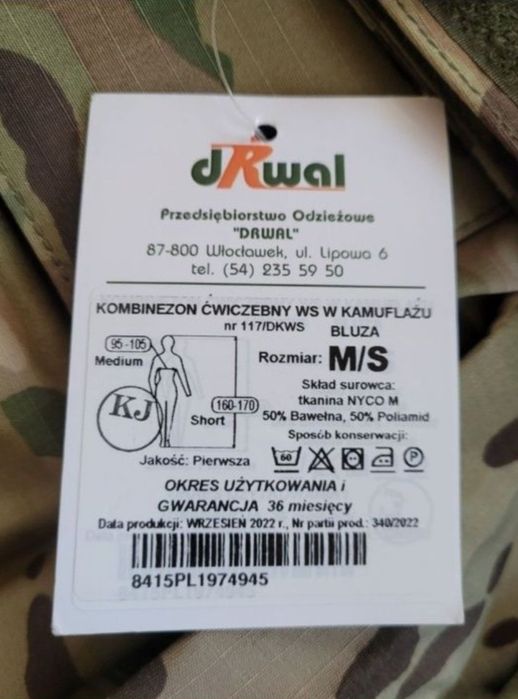 dRwal
Przedsiębiorstwo Odzieżowe
"DRWAL"
87-800 Włocławek, ul. Lipowa 6
tel. (54) 235 59 50
KOMBINEZON ĆWICZEBNY WS W KAMUFLAŻU
nr 117/DKWS BLUZA
95-105
Medium
Rozmiar: M/S
Skład surowca:
tkanina NYCO M
160-170
50% Bawełna, 50% Poliamid
KJ
Short
Sposób konserwacji:
60 P
Jakość: Pierwsza
OKRES UŻYTKOWANIA i
GWARANCJA 36 miesięcy
Data produkcji: WRZESIEŃ 2022 r., Nr partii prod.: 340/2022
8415PL1974945